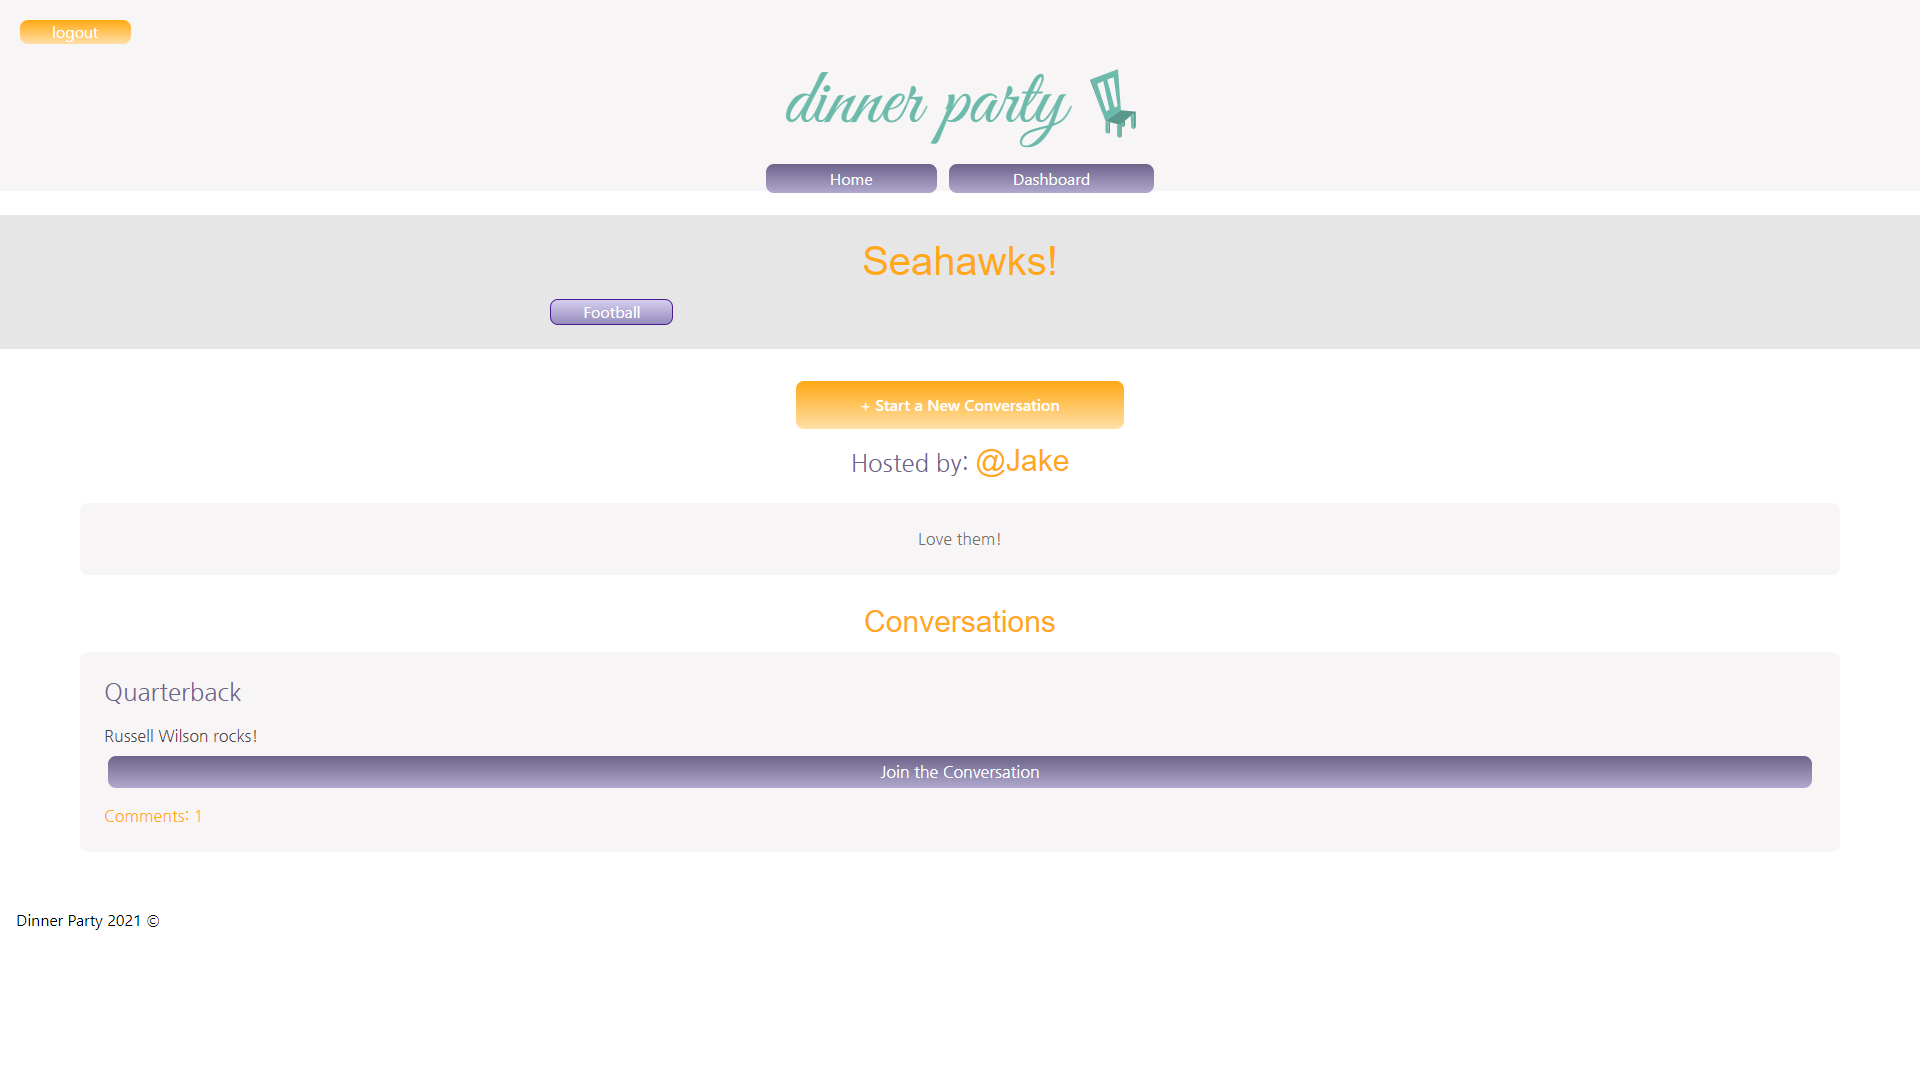 logout
dinner party
Home
Dashboard
Seahawks!
Football
+ Start a New Conversation
Hosted by: @Jake
Love them!
Conversations
Quarterback
Russell Wilson rocks!
Join the Conversation
Comments: 1
Dinner Party 2021 ©